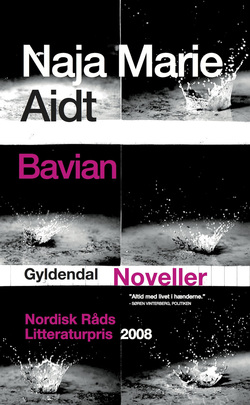 Naja Marie
Aidt
Bavian
Gyldendal
Noveller
"Altid med livet i hænderne."
- SØREN VINTERBERG, POLITIKEN
Nordisk Råds
Litteraturpris 2008